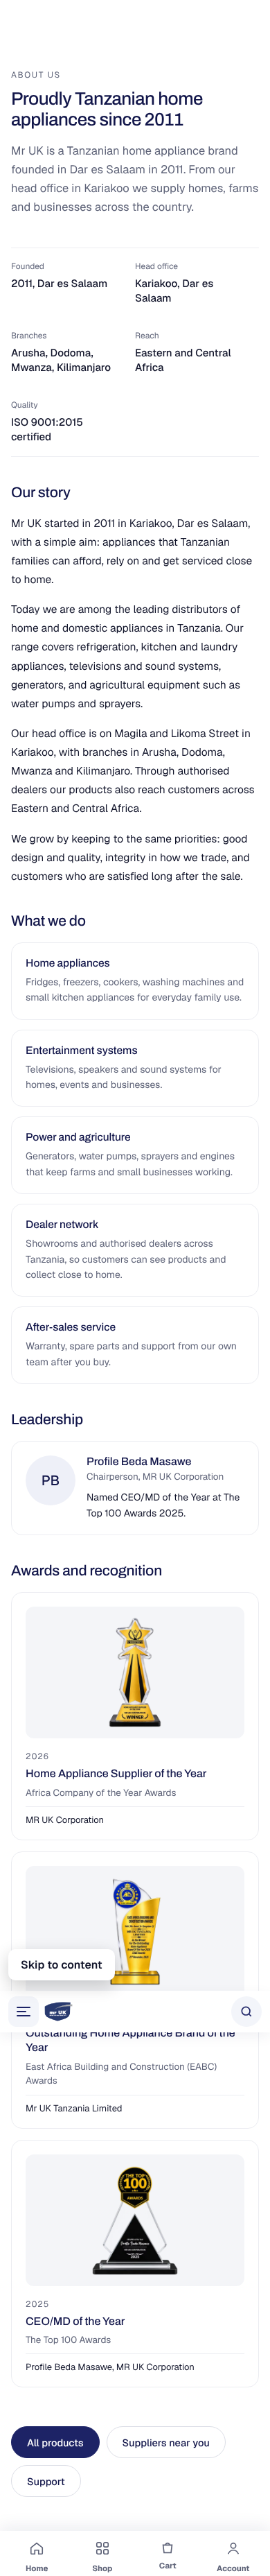 ABOUT US
Proudly Tanzanian home
appliances since 2011
Mr UK is a Tanzanian home appliance brand
founded in Dar es Salaam in 2011. From our
head office in Kariakoo we supply homes, farms
and businesses across the country.
Founded
2011, Dar es Salaam
Head office
Kariakoo, Dar es
Salaam
Branches
Arusha, Dodoma,
Mwanza, Kilimanjaro
Reach
Eastern and Central
Africa
Quality
ISO 9001:2015
certified
Our story
Mr UK started in 2011 in Kariakoo, Dar es Salaam,
with a simple aim: appliances that Tanzanian
families can afford, rely on and get serviced close
to home.
Today we are among the leading distributors of
home and domestic appliances in Tanzania. Our
range covers refrigeration, kitchen and laundry
appliances, televisions and sound systems,
generators, and agricultural equipment such as
water pumps and sprayers.
Our head office is on Magila and Likoma Street in
Kariakoo, with branches in Arusha, Dodoma,
Mwanza and Kilimanjaro. Through authorised
dealers our products also reach customers across
Eastern and Central Africa.
We grow by keeping to the same priorities: good
design and quality, integrity in how we trade, and
customers who are satisfied long after the sale.
What we do
Home appliances
Fridges, freezers, cookers, washing machines and
small kitchen appliances for everyday family use.
Entertainment systems
Televisions, speakers and sound systems for
homes, events and businesses.
Power and agriculture
Generators, water pumps, sprayers and engines
that keep farms and small businesses working.
Dealer network
Showrooms and authorised dealers across
Tanzania, so customers can see products and
collect close to home.
After-sales service
Warranty, spare parts and support from our own
team after you buy.
Leadership
PB
Profile Beda Masawe
Chairperson, MR UK Corporation
Named CEO/MD of the Year at The
Top 100 Awards 2025.
Awards and recognition
WINNER
2026
Home Appliance Supplier of the Year
Africa Company of the Year Awards
MR UK Corporation
Skip to content
MR UK
Outstanding Home Appliance Brand of the
Year
East Africa Building and Construction (EABC)
Awards
Mr UK Tanzania Limited
THE TOP
100
AWARDS
2025
CEO/MD of the Year
The Top 100 Awards
Profile Beda Masawe, MR UK Corporation
All products
Suppliers near you
Support
Home
Shop
Cart
Account